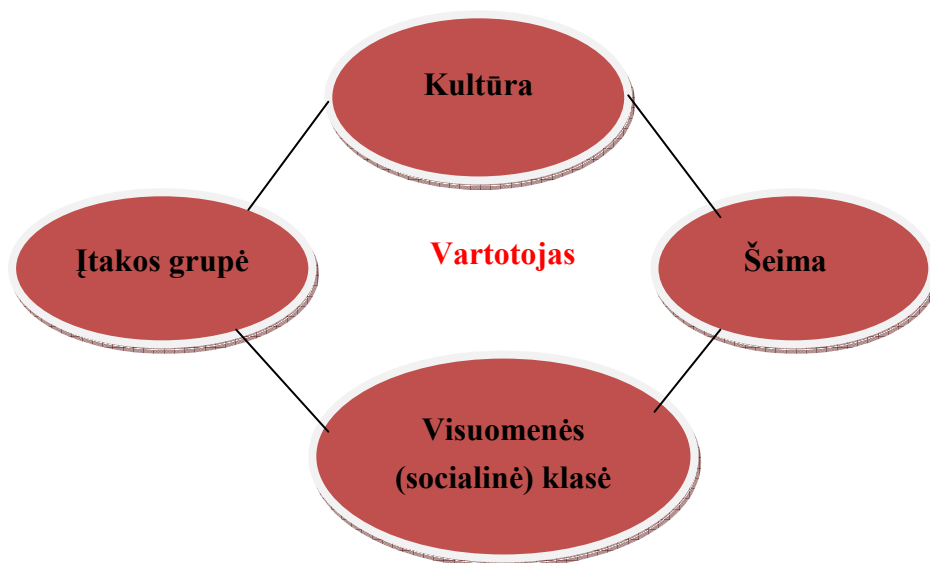 Kultūra
Įtakos grupė
Vartotojas
Šeima
Visuomenės
(socialinė) klasė